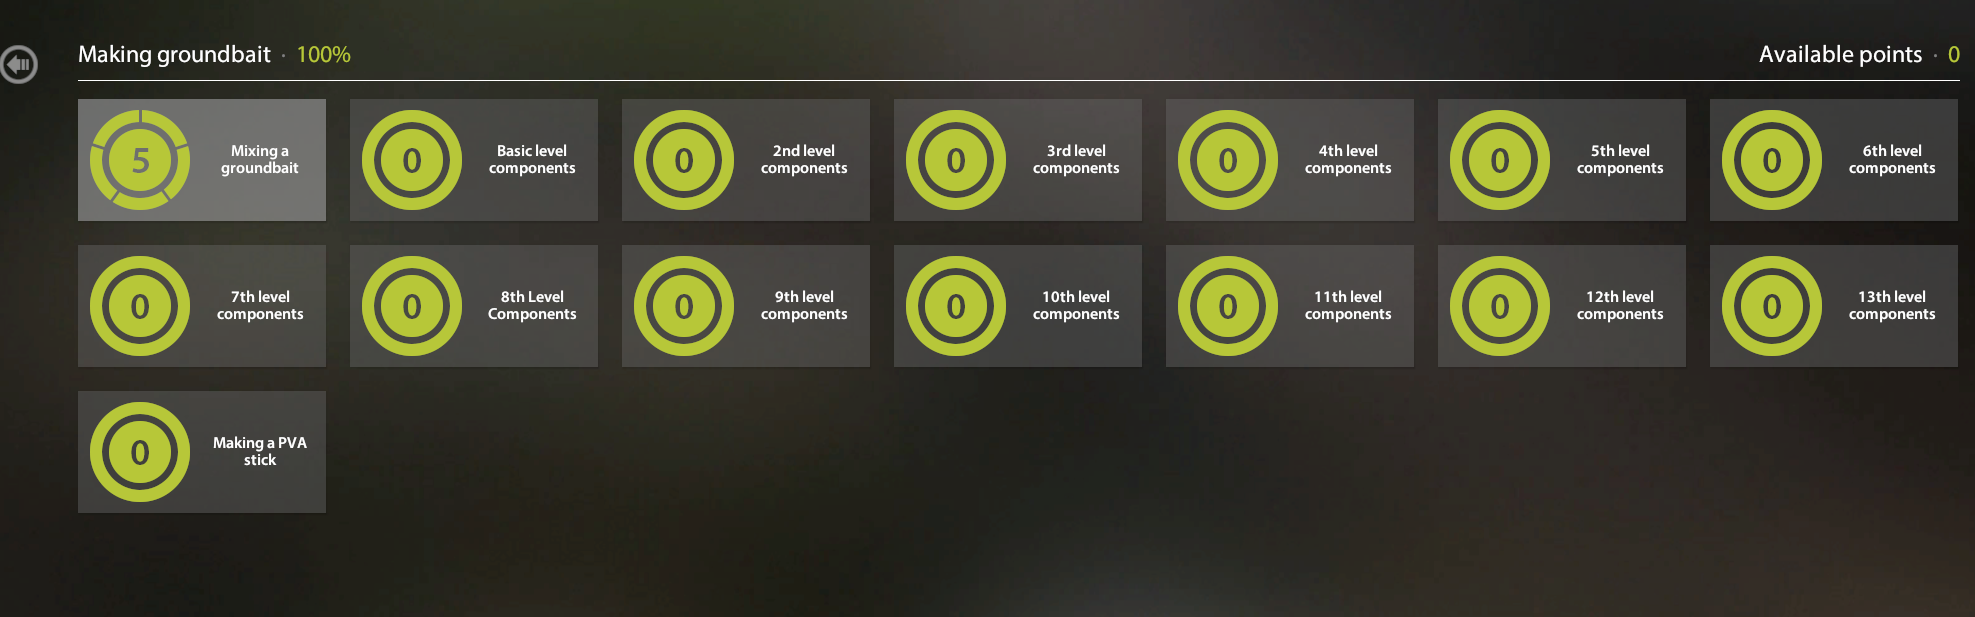 Making groundbait · 100%
Available points · 0
5
Mixing a
groundbait
0
Basic level
components
0
2nd level
components
0
3rd level
components
0
4th level
components
0
5th level
components
0
6th level
components
0
7th level
components
0
8th Level
Components
0
9th level
components
0
10th level
components
0
11th level
components
0
12th level
components
0
13th level
components
0
Making a PVA
stick